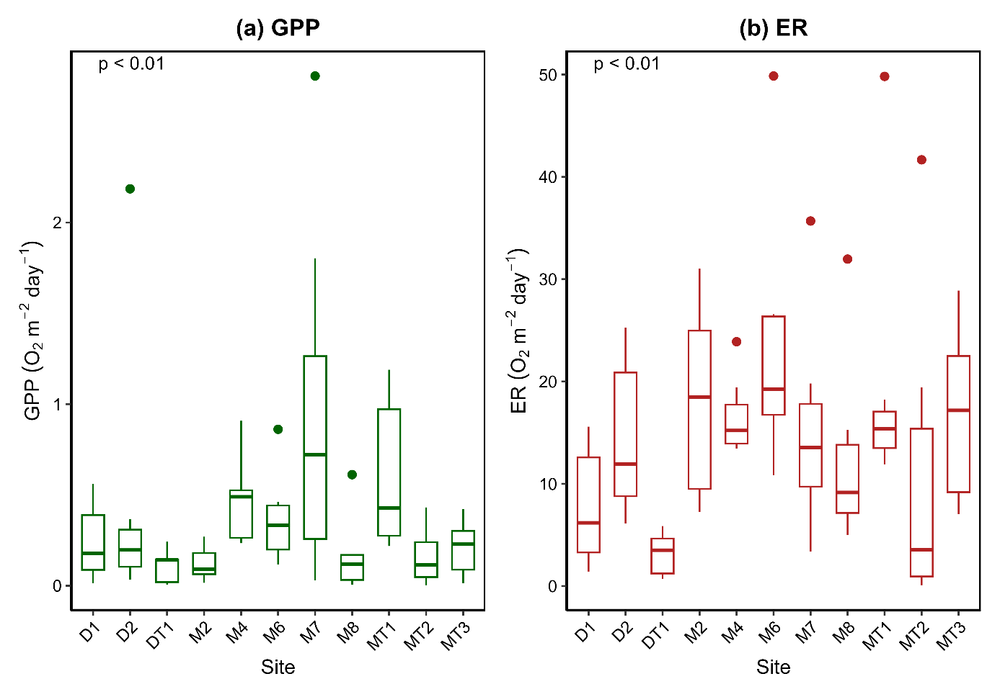 (a) GPP
p < 0.01
GPP (O₂ m⁻² day⁻¹)
2
1
0
D1 D2 DT1 M2 M4 M6 M7 M8 MT1 MT2 MT3
Site
(b) ER
p < 0.01
ER (O₂ m⁻² day⁻¹)
50
40
30
20
10
0
D1 D2 DT1 M2 M4 M6 M7 M8 MT1 MT2 MT3
Site